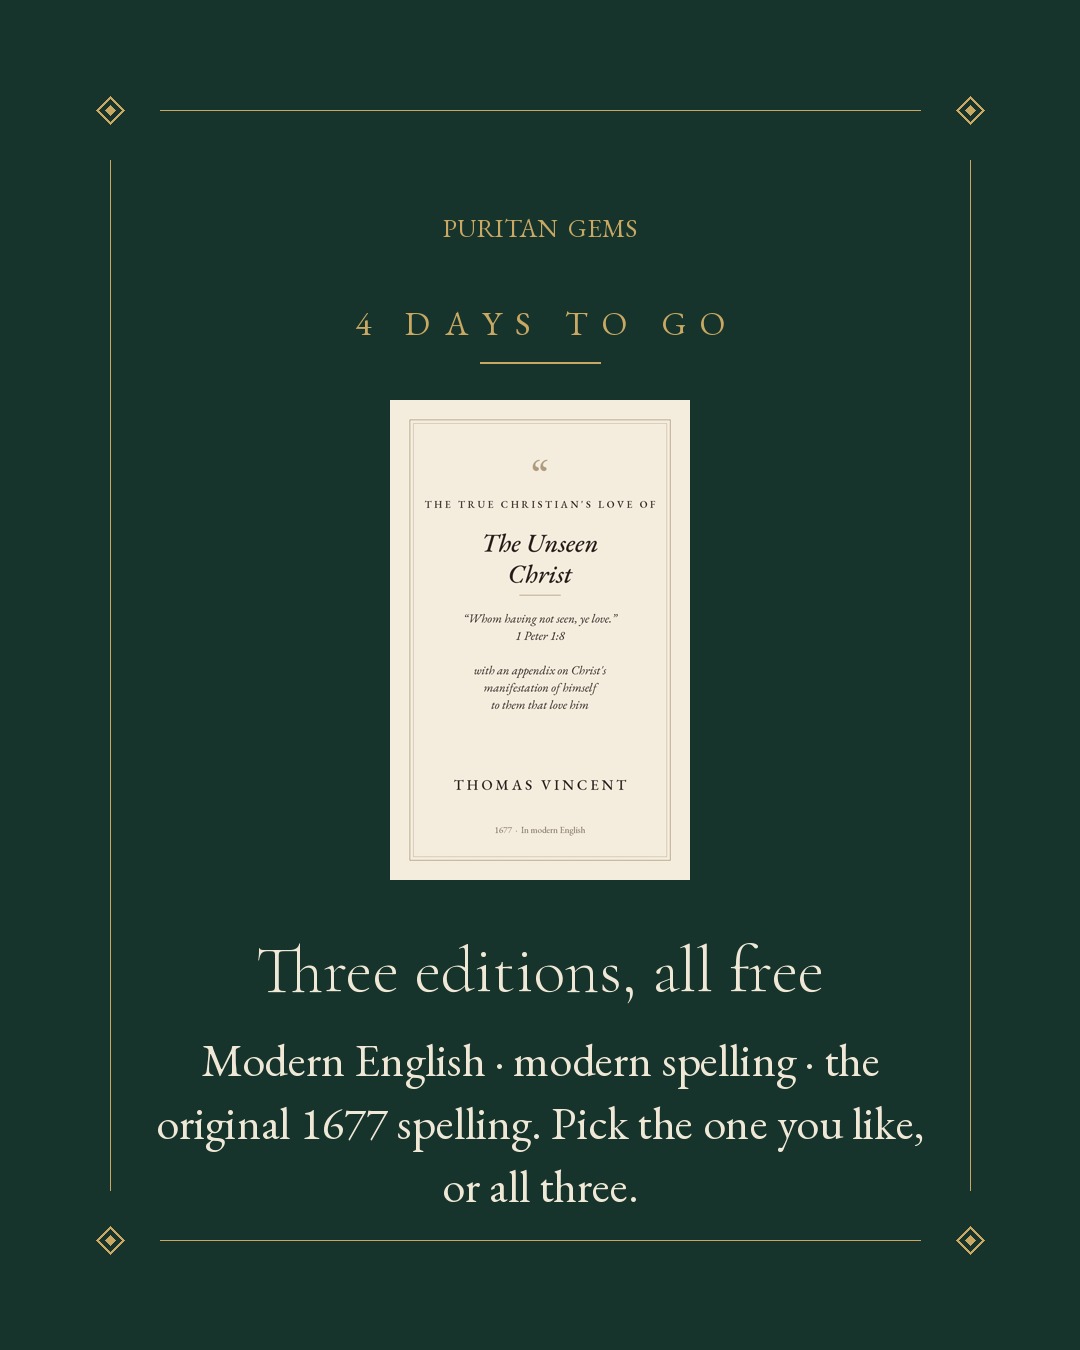 PURITAN GEMS
4 DAYS TO GO
“
THE TRUE CHRISTIAN'S LOVE OF
The Unseen
Christ
“Whom having not seen, ye love.”
1 Peter 1:8
with an appendix on Christ's
manifestation of himself
to them that love him
THOMAS VINCENT
1677 · In modern English
Three editions, all free
Modern English · modern spelling · the
original 1677 spelling. Pick the one you like,
or all three.